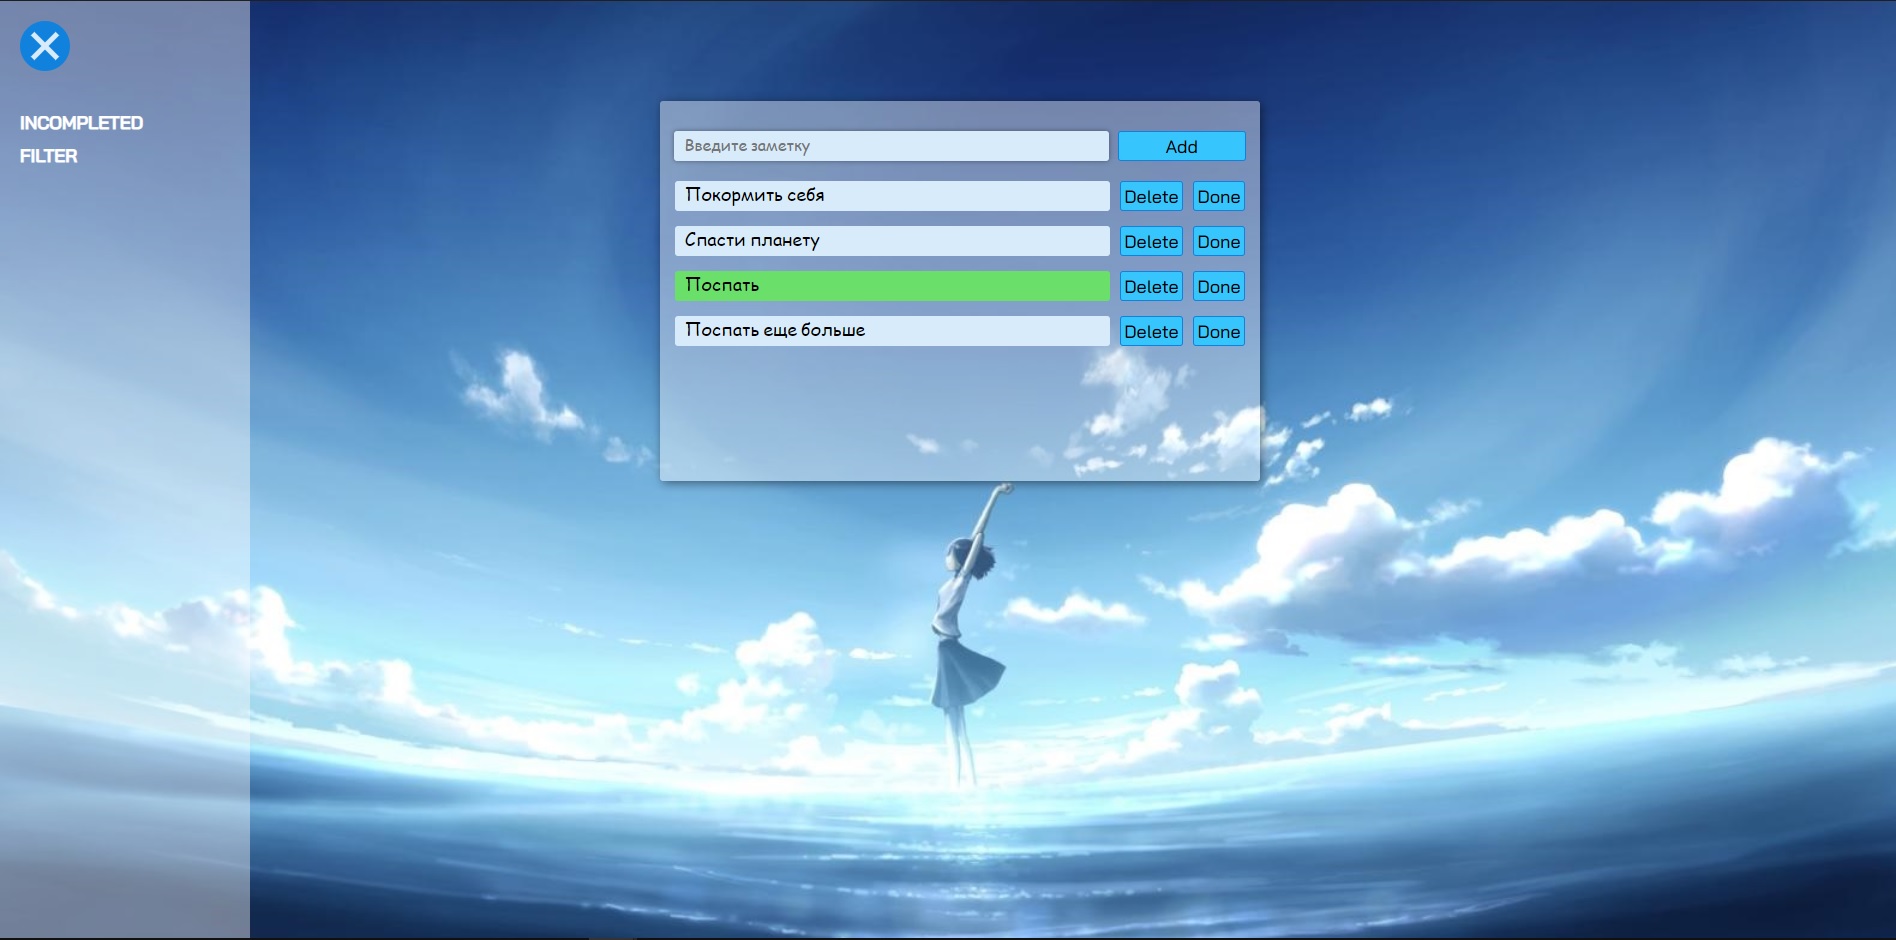 INCOMPLETED
FILTER
Введите заметку Add
Покормить себя Delete Done
Спасти планету Delete Done
Поспать Delete Done
Поспать еще больше Delete Done